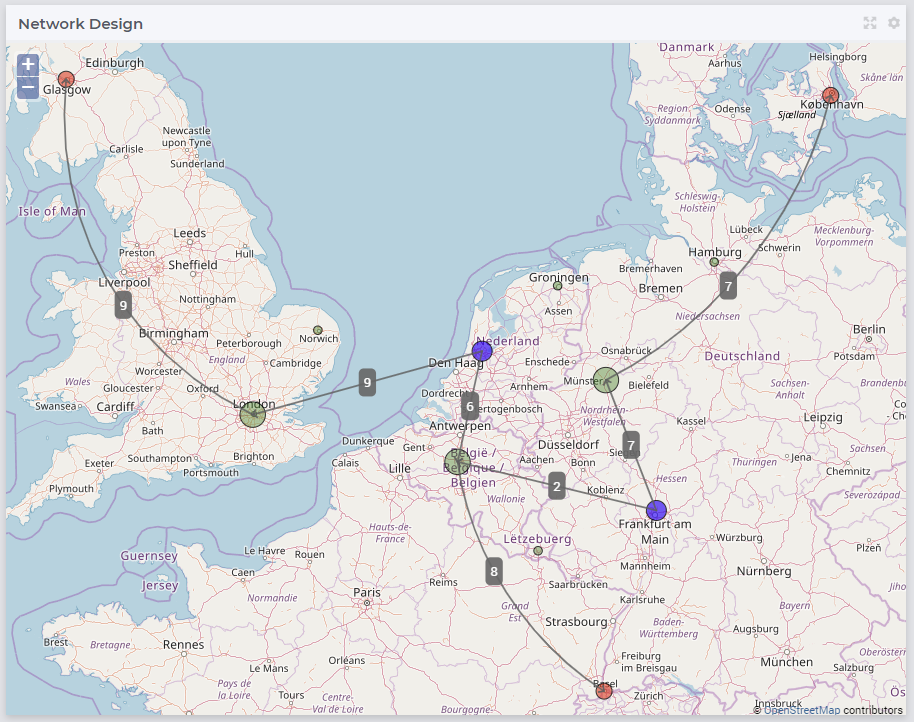 Network Design
+
−
Edinburgh
Glasgow
Danmark
Aarhus
Helsingborg
Skåne län
København
Odense
Sjælland
Region
Syddanmark
Newcastle
upon Tyne
Carlisle
Sunderland
Isle of Man
Schleswig-
Holstein
Lübeck
Mecklenburg-
Vorpommern
Leeds
Preston
Hull
Sheffield
Liverpool
Hamburg
Schwerin
Bremerhaven
Groningen
Bremen
7
9
Nottingham
Assen
Niedersachsen
Birmingham
Norwich
Peterborough
England
Cambridge
Worcester
Nederland
Den Haag
Enschede
Osnabrück
Deutschland
Berlin
Potsdam
Wales
Gloucester
Oxford
9
Münster
Bielefeld
Sachsen-
Anhalt
Swansea
Cardiff
London
Arnhem
6
Nordrhein-
Westfalen
Kassel
Leipzig
Bath
Antwerpen
Dunkerque
Gent
Düsseldorf
7
Sachsen
Exeter
Southampton
Brighton
Calais
Lille
België /
Belgique /
Belgien
Aachen
Bonn
Jena
Thüringen
Chemnitz
Portsmouth
Plymouth
2
Koblenz
Hessen
Severozápad
Wallonie
Hauts-de-
France
Frankfurt am
Main
Lëtzebuerg
Würzburg
Plzeň
Guernsey
Jersey
Le Havre
Rouen
Caen
8
Reims
Saarbrücken
Mannheim
Nürnberg
Normandie
Paris
Grand
Est
Karlsruhe
Bayern
Strasbourg
Baden-
Württemberg
Augsburg
Brest
Bretagne
Rennes
Le Mans
Orléans
Freiburg
im Breisgau
München
Salzburg
Pays de
la Loire
Tours
Centre-
Val de Loire
Basel
Zürich
Bourgogne-
Innsbruck
© OpenStreetMap contributors